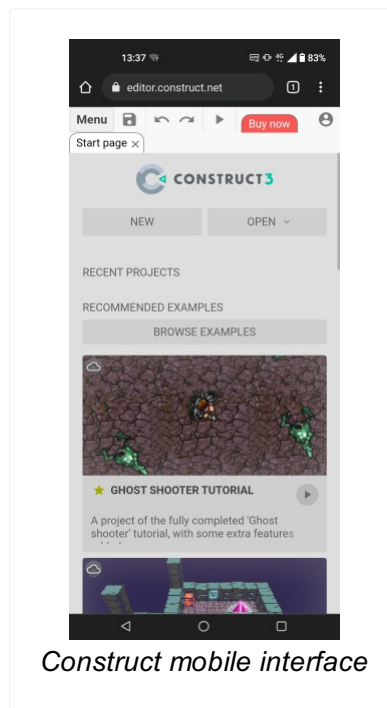 13:37
4G
83%
editor.construct.net
1
Menu
Buy now
Start page ×
CONSTRUCT3
NEW
OPEN
RECENT PROJECTS
RECOMMENDED EXAMPLES
BROWSE EXAMPLES
GHOST SHOOTER TUTORIAL
A project of the fully completed 'Ghost
shooter' tutorial, with some extra features
Construct mobile interface